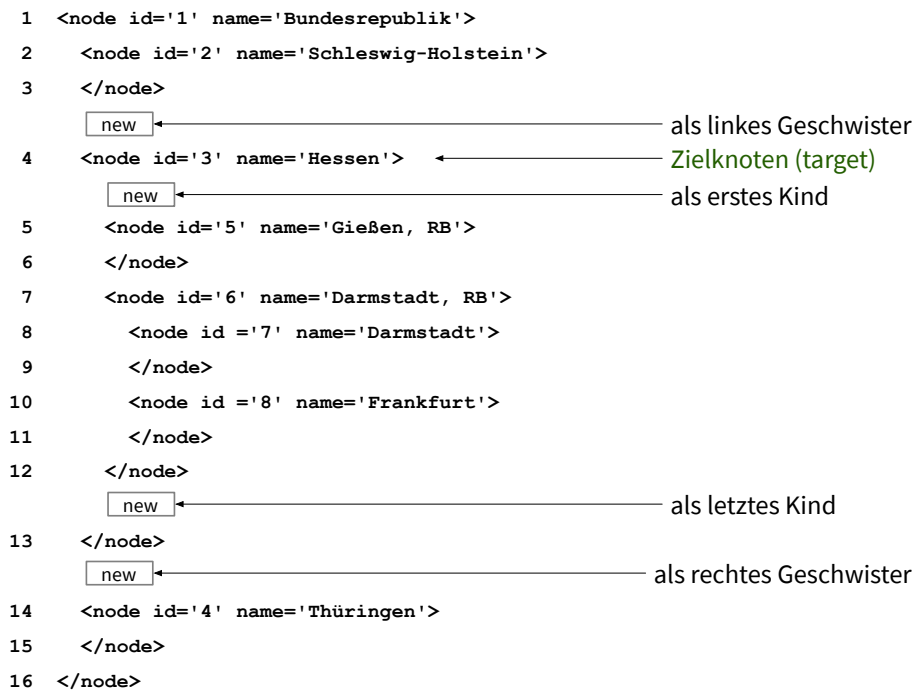 1 <node id='1' name='Bundesrepublik'>
2 <node id='2' name='Schleswig-Holstein'>
3 </node>
new als linkes Geschwister
4 <node id='3' name='Hessen'> Zielknoten (target)
new als erstes Kind
5 <node id='5' name='Gießen, RB'>
6 </node>
7 <node id='6' name='Darmstadt, RB'>
8 <node id ='7' name='Darmstadt'>
9 </node>
10 <node id ='8' name='Frankfurt'>
11 </node>
12 </node>
new als letztes Kind
13 </node>
new als rechtes Geschwister
14 <node id='4' name='Thüringen'>
15 </node>
16 </node>